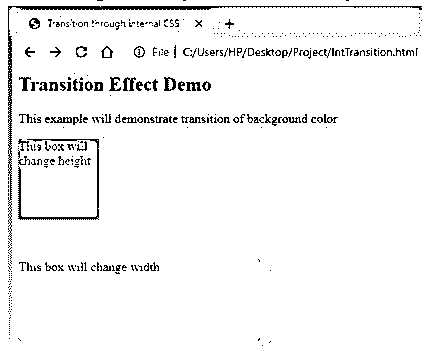 Transition through internal CSS
File | C:/Users/HP/Desktop/Project/IntTransition.html
Transition Effect Demo
This example will demonstrate transition of background color
This box will
change height
This box will change width